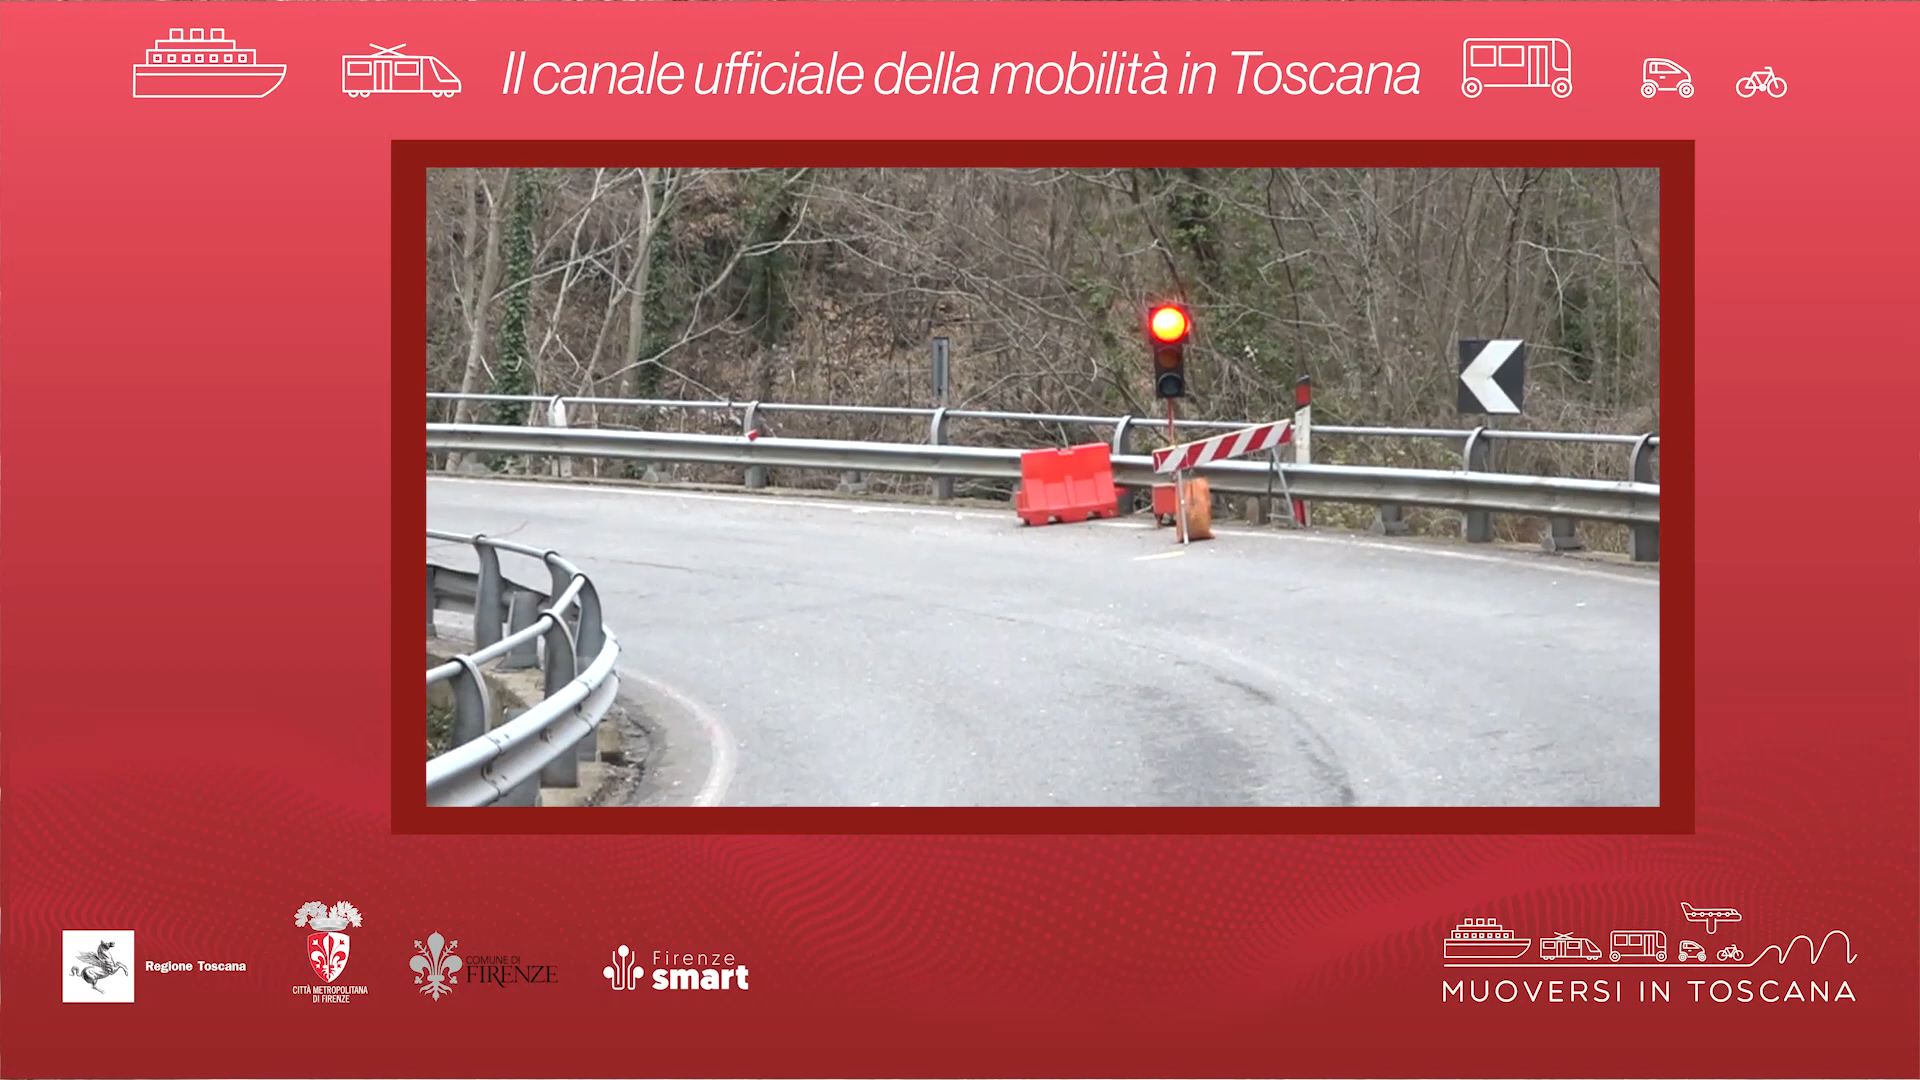 Il canale ufficiale della mobilità in Toscana
Regione Toscana
CITTÀ METROPOLITANA
DI FIRENZE
COMUNE DI
FIRENZE
Firenze
smart
MUOVERSI IN TOSCANA